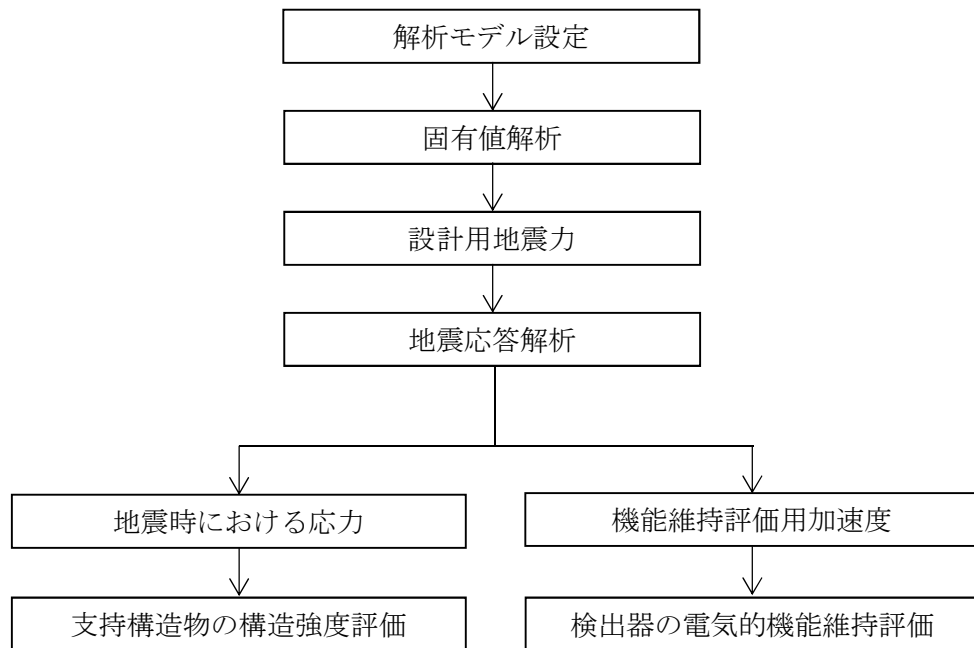 解析モデル設定
固有値解析
設計用地震力
地震応答解析
地震時における応力
機能維持評価用加速度
支持構造物の構造強度評価
検出器の電気的機能維持評価